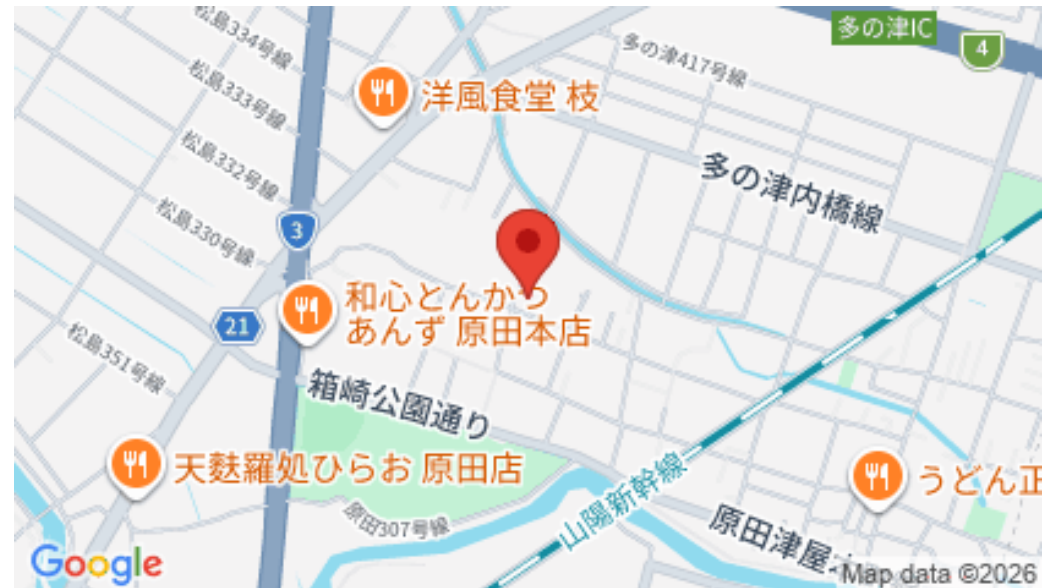 松島334号線
多の津IC
4
多の津417号線
松島333号線
洋風食堂 枝
松島332号線
多の津内橋線
松島330号線
3
和心とんかつ
あんず 原田本店
21
松島351号線
箱崎公園通り
天麩羅処ひらお 原田店
うどん正
山陽新幹線
原田307号線
原田津屋
Google
Map data ©2026